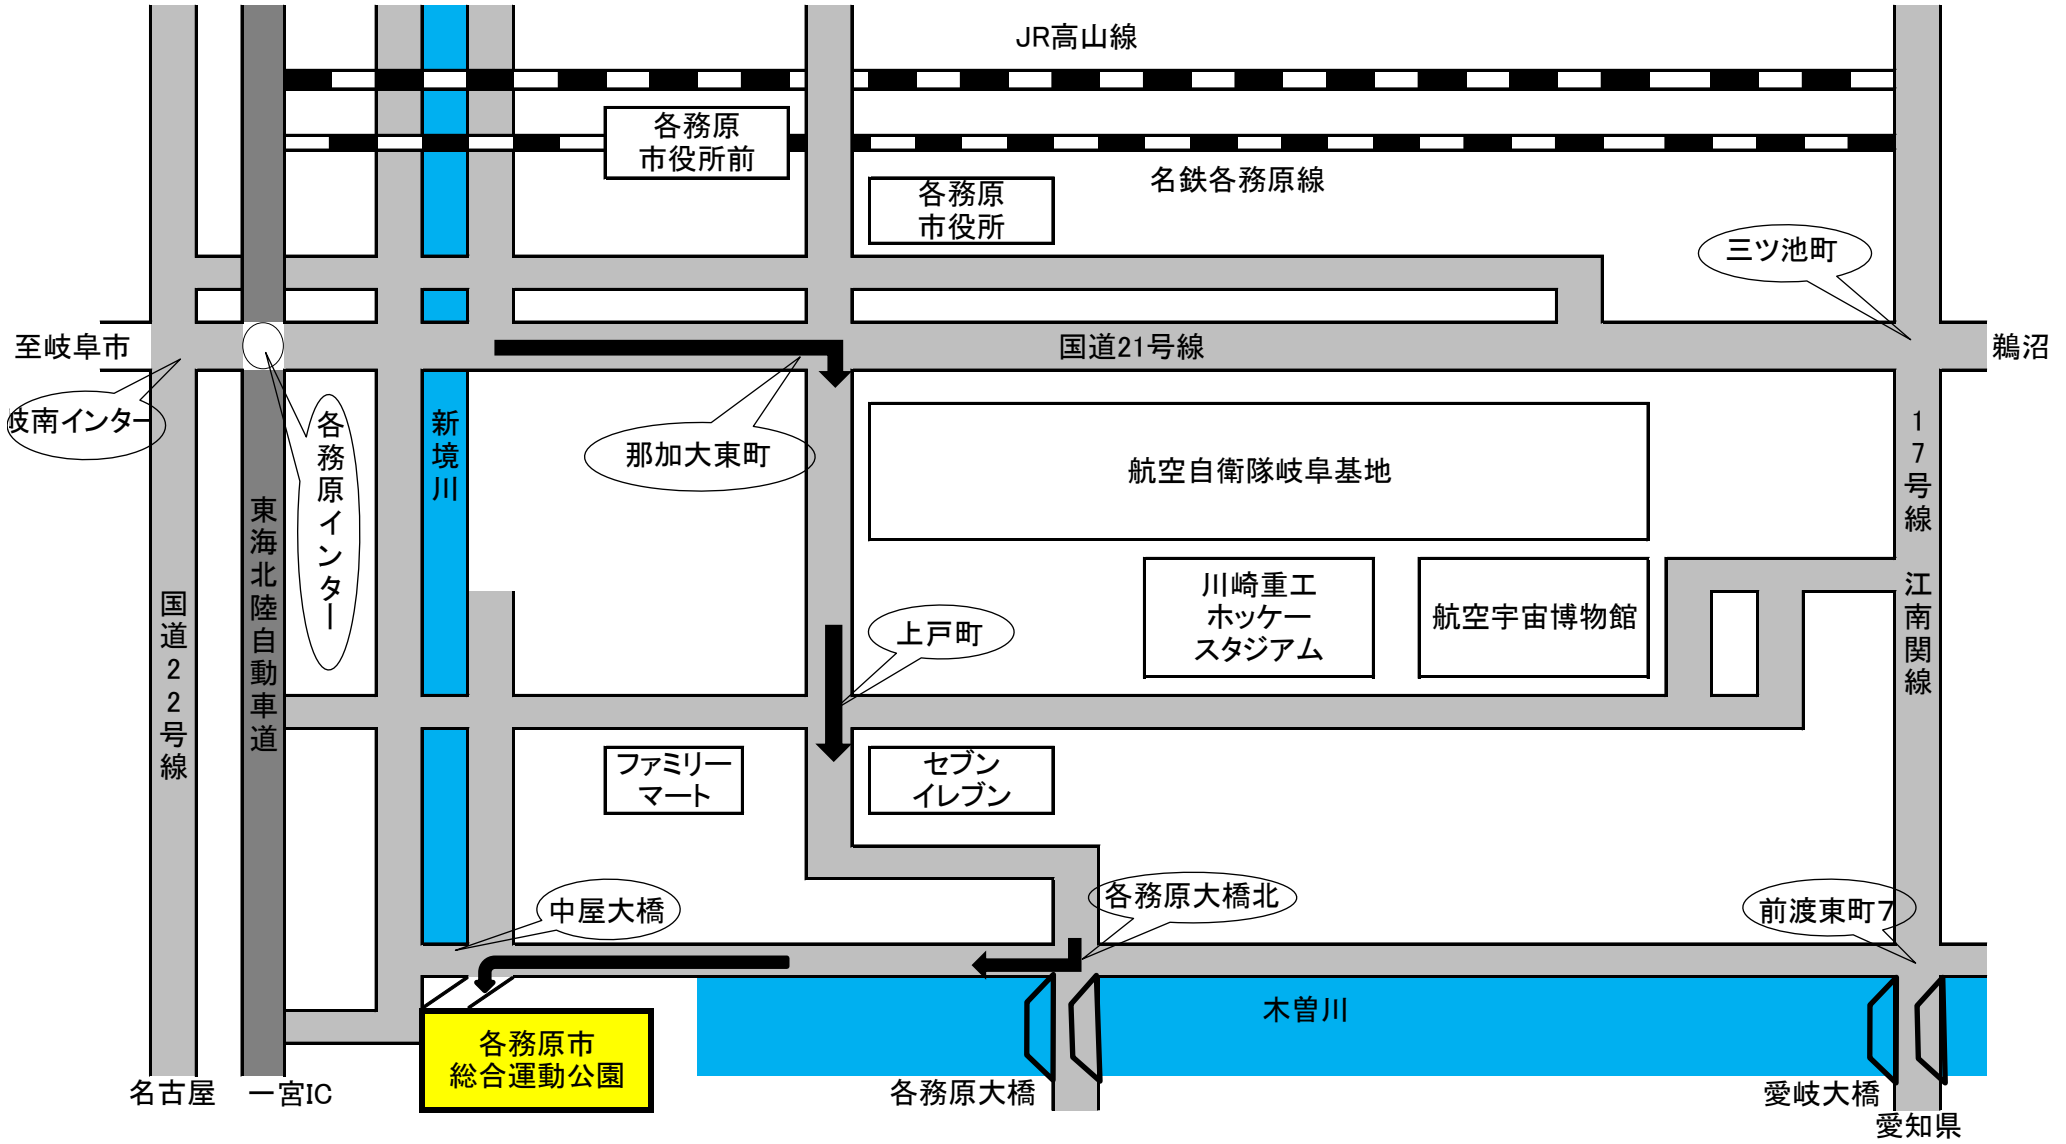 JR高山線
各務原
市役所前
名鉄各務原線
各務原
市役所
三ツ池町
至岐阜市
国道21号線
鵜沼
岐南インター
各務原インター
新境川
那加大東町
航空自衛隊岐阜基地
17号線 江南関線
東海北陸自動車道
国道22号線
川崎重工
ホッケー
スタジアム
航空宇宙博物館
上戸町
ファミリー
マート
セブン
イレブン
中屋大橋
各務原大橋北
前渡東町7
木曽川
各務原市
総合運動公園
名古屋
一宮IC
各務原大橋
愛岐大橋
愛知県